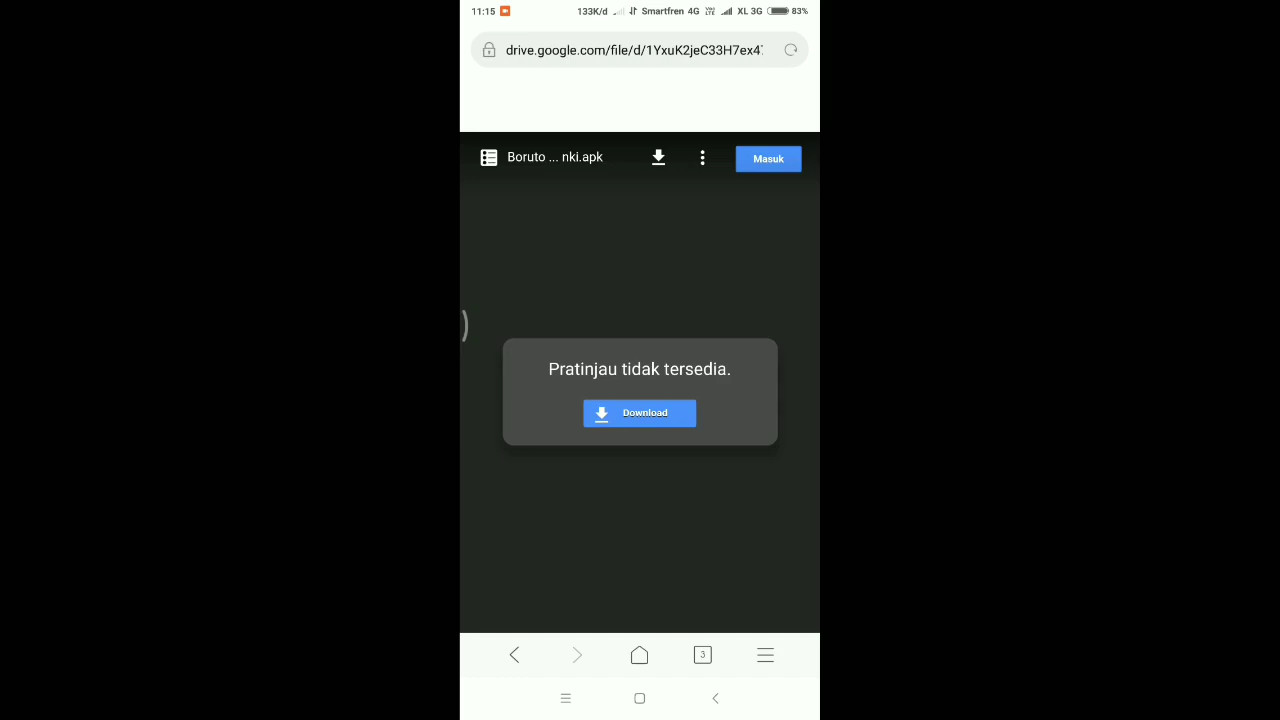 11:15 133K/d Smartfren 4G VoLTE XL 3G 83%
drive.google.com/file/d/1YxuK2jeC33H7ex4
Boruto ... nki.apk Masuk
Pratinjau tidak tersedia.
Download
3